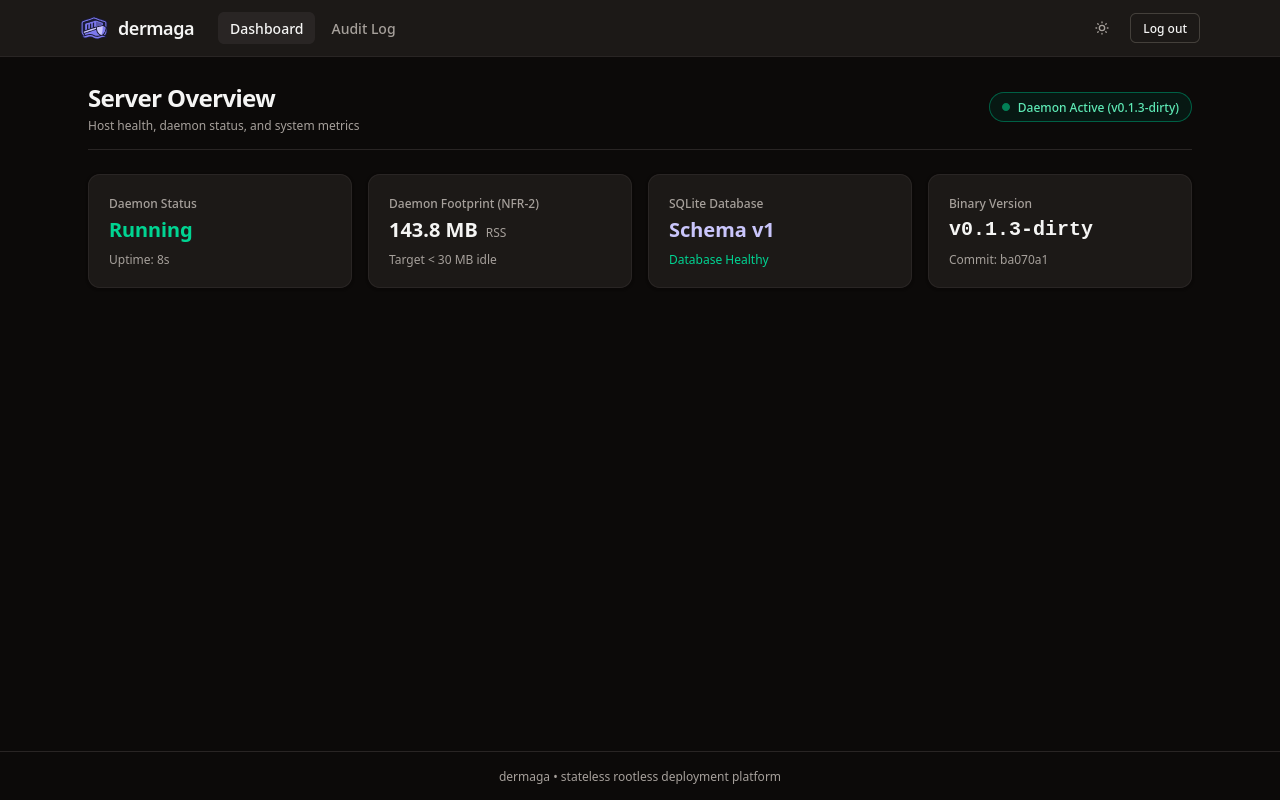 dermaga
Dashboard
Audit Log
Log out
Server Overview
Host health, daemon status, and system metrics
Daemon Active (v0.1.3-dirty)
Daemon Status
Running
Uptime: 8s
Daemon Footprint (NFR-2)
143.8 MB RSS
Target < 30 MB idle
SQLite Database
Schema v1
Database Healthy
Binary Version
v0.1.3-dirty
Commit: ba070a1
dermaga • stateless rootless deployment platform